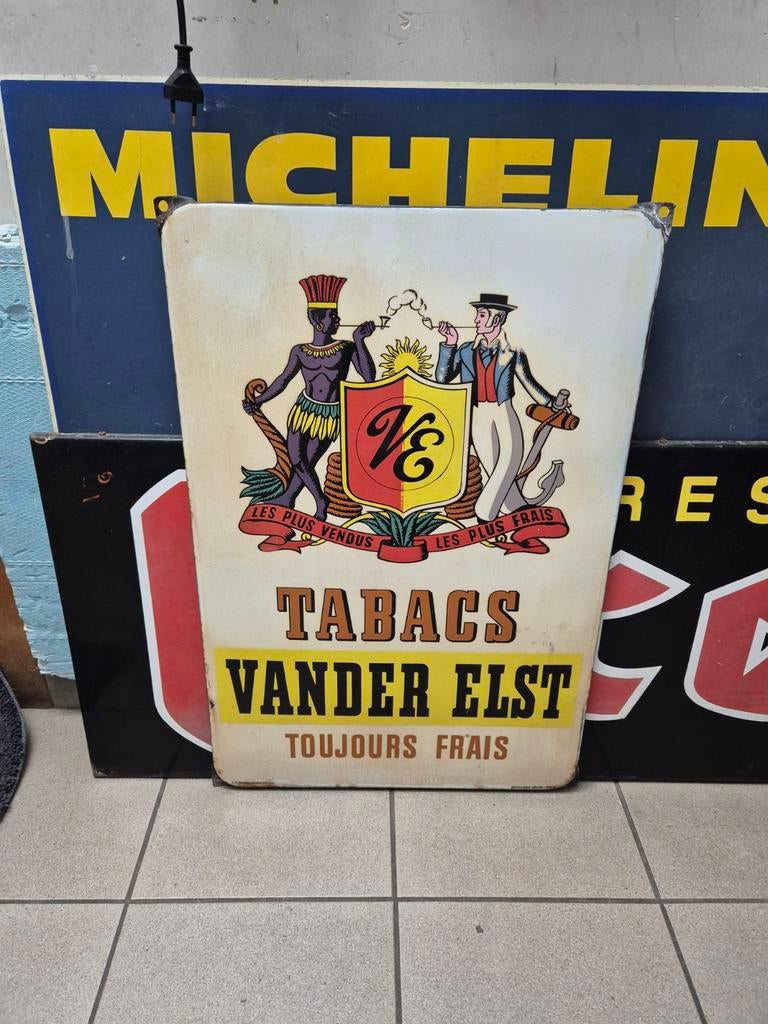 MICHELIN
RES
VE
LES PLUS VENDUS LES PLUS FRAIS
TABACS
VANDER ELST
TOUJOURS FRAIS